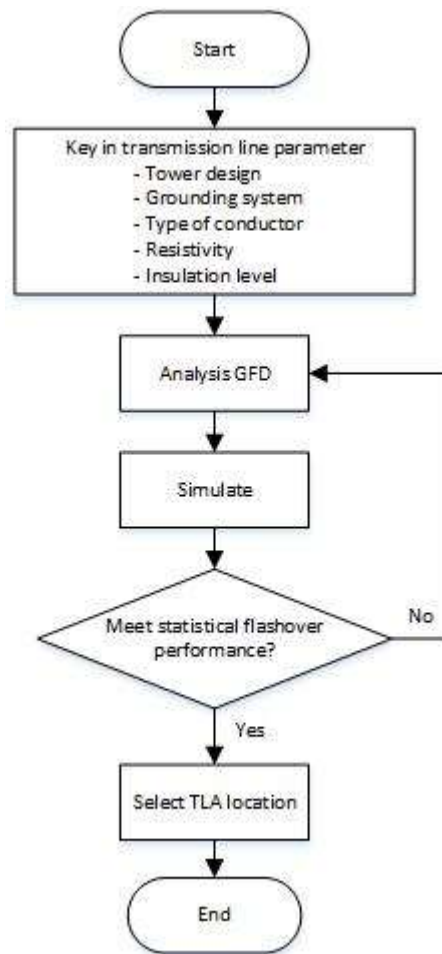 Start
Key in transmission line parameter
- Tower design
- Grounding system
- Type of conductor
- Resistivity
- Insulation level
Analysis GFD
Simulate
Meet statistical flashover
performance?
No
Yes
Select TLA location
End